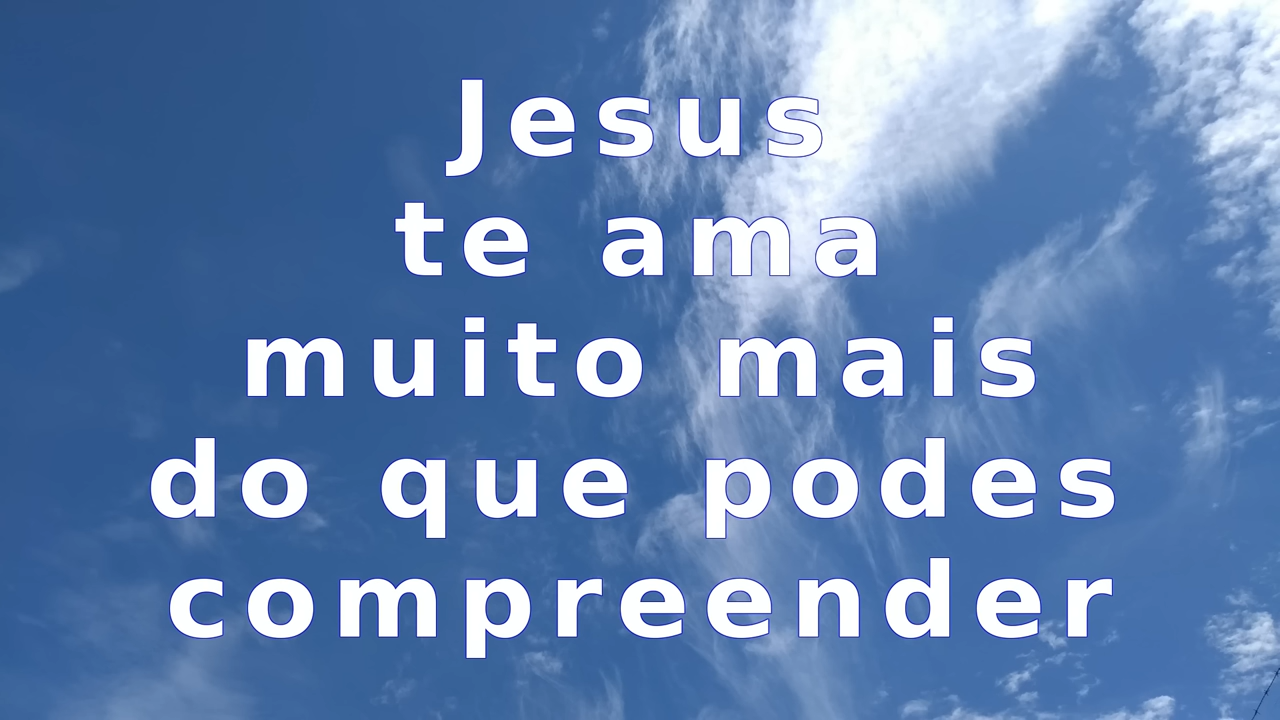 Jesus
te ama
muito mais
do que podes
compreender